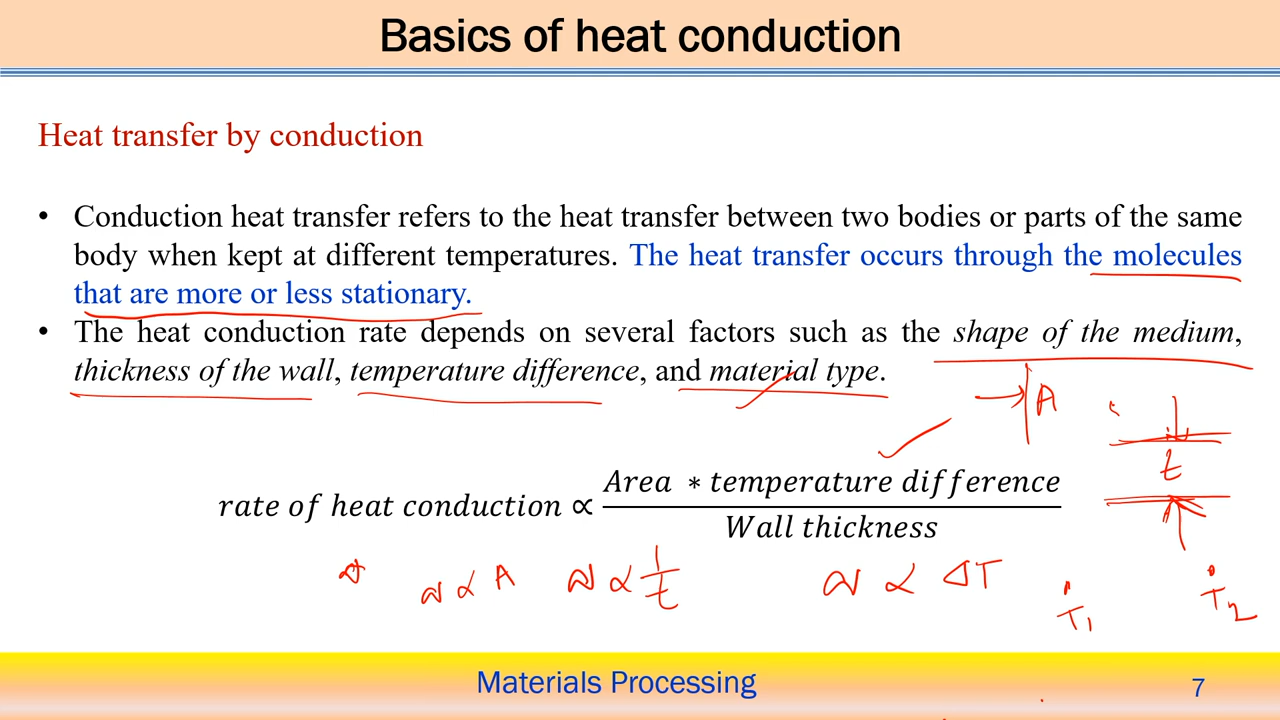 Basics of heat conduction
Heat transfer by conduction
• Conduction heat transfer refers to the heat transfer between two bodies or parts of the same
body when kept at different temperatures. The heat transfer occurs through the molecules
that are more or less stationary.
• The heat conduction rate depends on several factors such as the shape of the medium,
thickness of the wall, temperature difference, and material type.
A
t
rate of heat conduction ∝ Area * temperature difference / Wall thickness
∝ A ∝ 1/t ∝ ΔT
T1 T2
Materials Processing 7